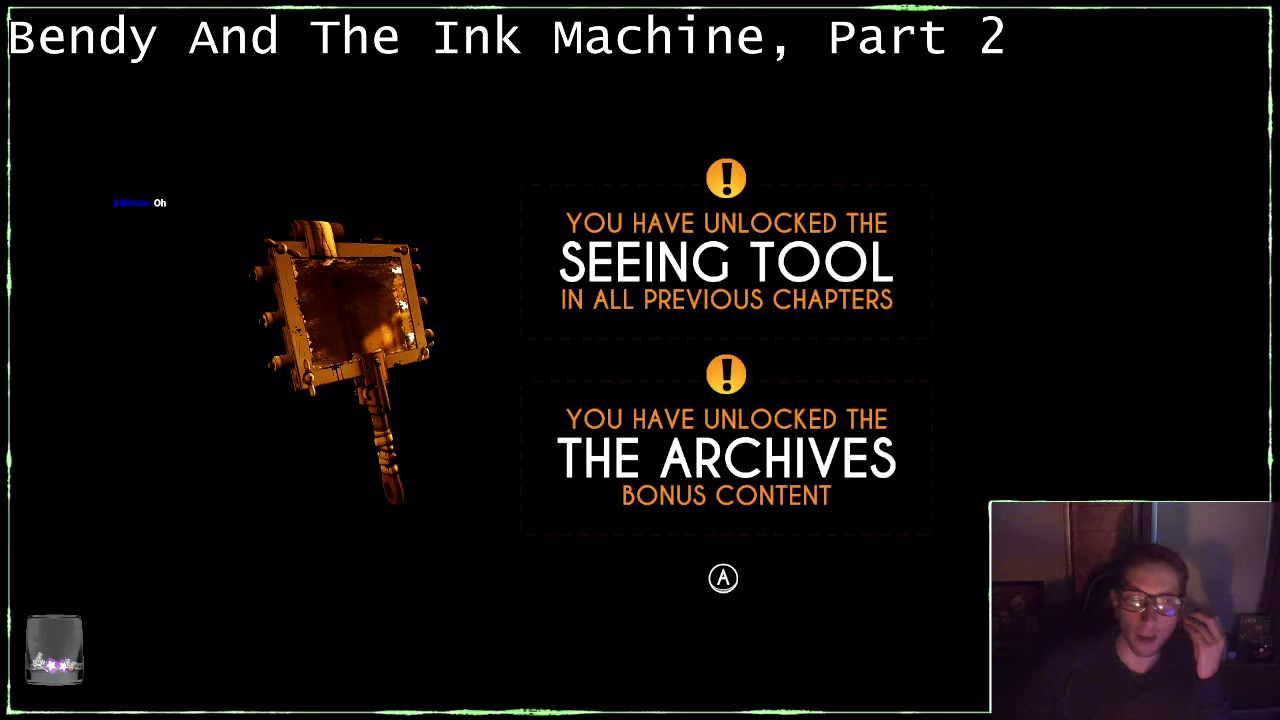 Bendy And The Ink Machine, Part 2
Oh
!
YOU HAVE UNLOCKED THE
SEEING TOOL
IN ALL PREVIOUS CHAPTERS
!
YOU HAVE UNLOCKED THE
THE ARCHIVES
BONUS CONTENT
A